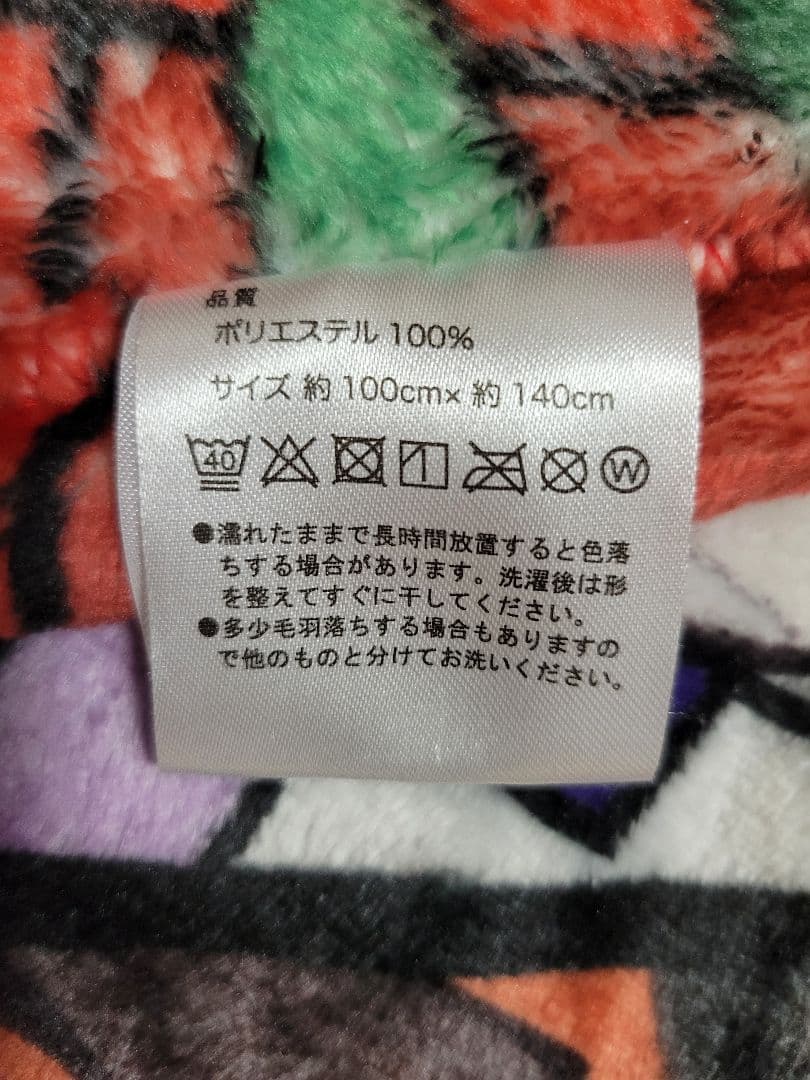 品質
ポリエステル 100%
サイズ 約 100cm× 約 140cm
40 W
●濡れたままで長時間放置すると色落
ちする場合があります。洗濯後は形
を整えてすぐに干してください。
●多少毛羽落ちする場合もありますの
で他のものと分けてお洗いください。